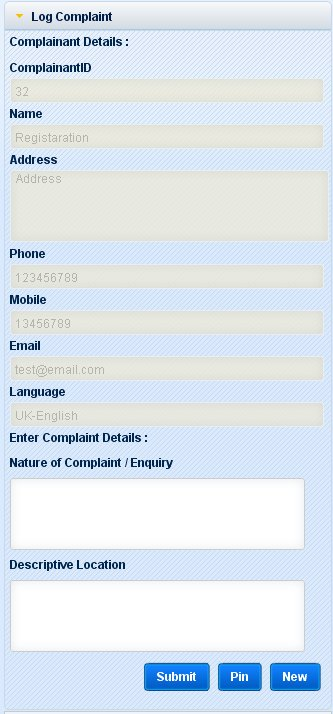 Log Complaint
Complainant Details :
ComplainantID
32
Name
Registaration
Address
Address
Phone
123456789
Mobile
13456789
Email
test@email.com
Language
UK-English
Enter Complaint Details :
Nature of Complaint / Enquiry
Descriptive Location
Submit Pin New